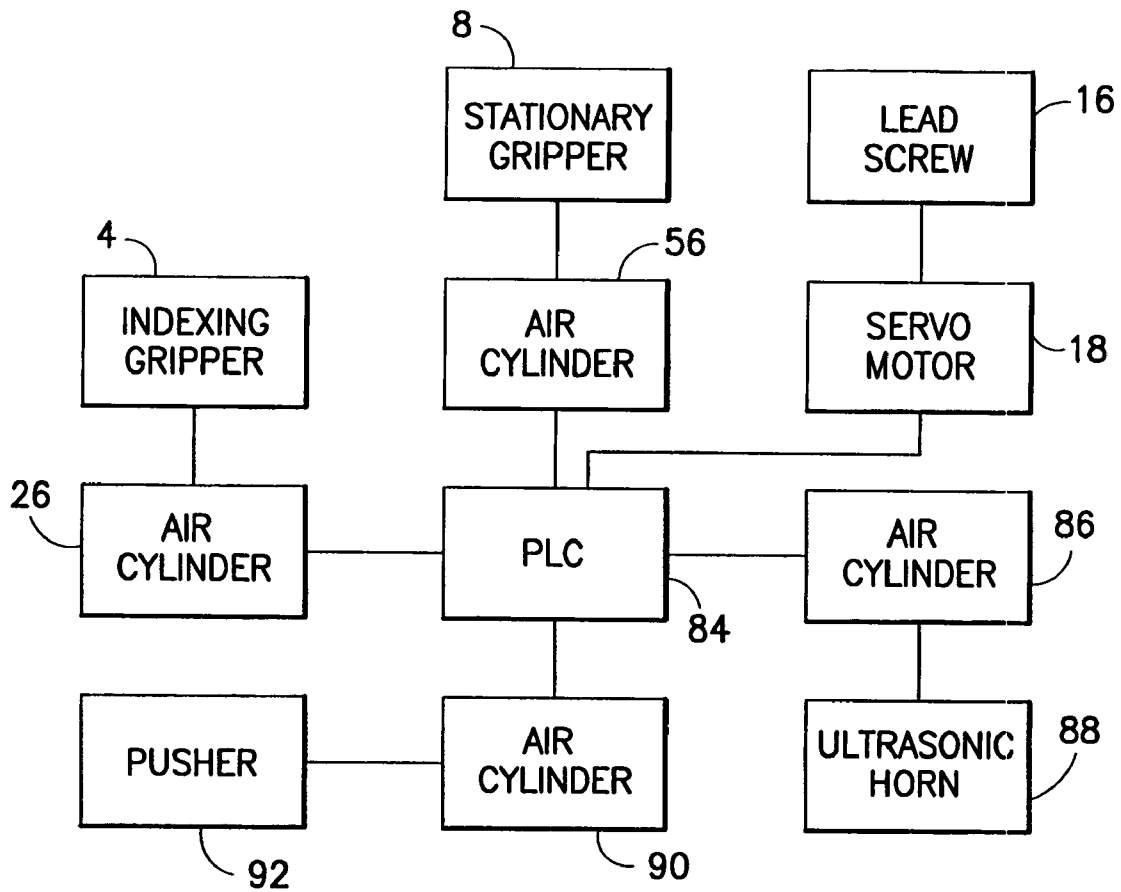 8
STATIONARY
GRIPPER
LEAD
SCREW
16
4
56
INDEXING
GRIPPER
AIR
CYLINDER
SERVO
MOTOR
18
26
AIR
CYLINDER
PLC
84
AIR
CYLINDER
86
PUSHER
92
AIR
CYLINDER
90
ULTRASONIC
HORN
88